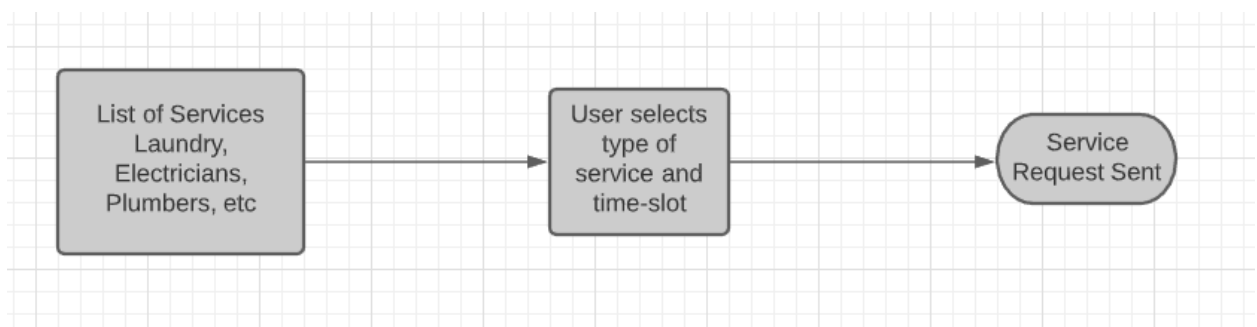 List of Services
Laundry,
Electricians,
Plumbers, etc
User selects
type of
service and
time-slot
Service
Request Sent